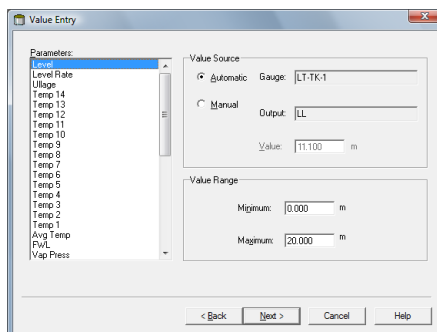 Value Entry
Parameters:
Level
Level Rate
Ullage
Temp 14
Temp 13
Temp 12
Temp 11
Temp 10
Temp 9
Temp 8
Temp 7
Temp 6
Temp 5
Temp 4
Temp 3
Temp 2
Temp 1
Avg Temp
FWL
Vap Press
Value Source
Automatic
Gauge: LT-TK-1
Manual
Output: LL
Value: 11.100 m
Value Range
Minimum: 0.000 m
Maximum: 20.000 m
< Back
Next >
Cancel
Help